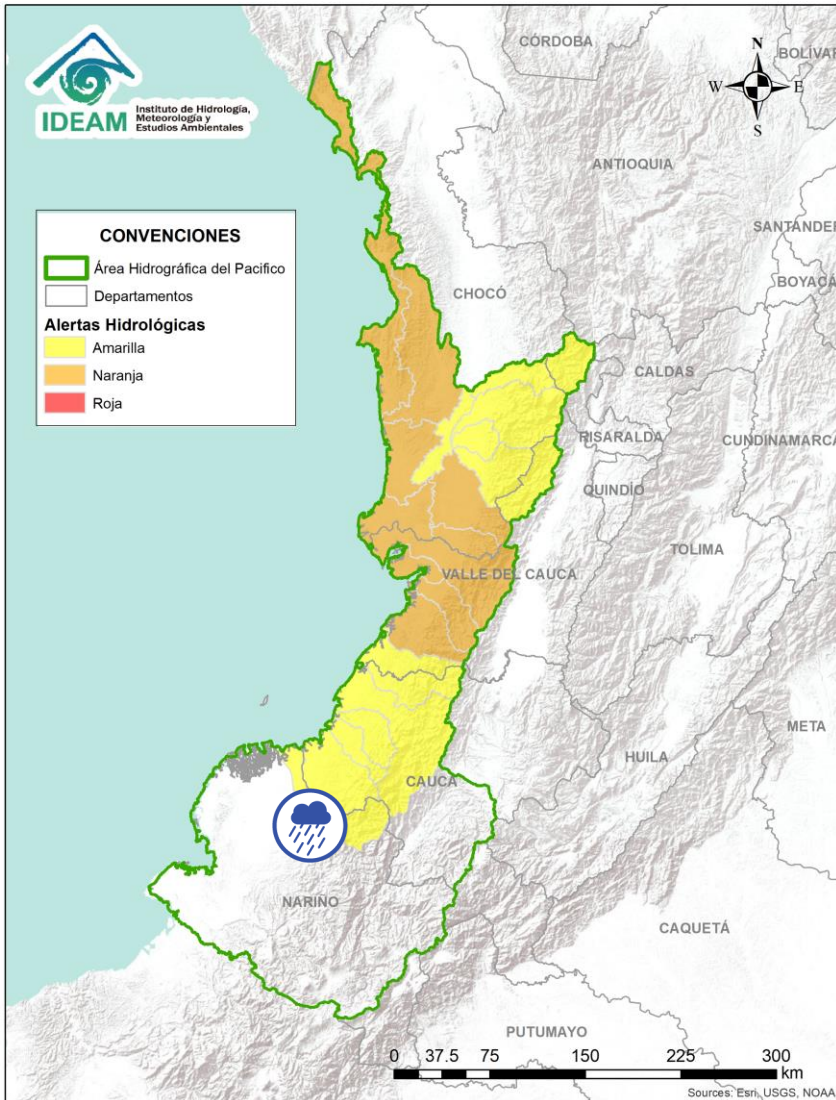 IDEAM
Instituto de Hidrología,
Meteorología y
Estudios Ambientales
CÓRDOBA
BOLÍVAR
N
W
E
S
ANTIOQUIA
SANTANDER
BOYACÁ
CONVENCIONES
Área Hidrográfica del Pacifico
Departamentos
Alertas Hidrológicas
Amarilla
Naranja
Roja
CHOCÓ
CALDAS
RISARALDA
CUNDINAMARCA
QUINDÍO
TOLIMA
VALLE DEL CAUCA
META
HUILA
CAUCA
NARIÑO
CAQUETÁ
PUTUMAYO
0 37.5 75 150 225 300
km
Sources: Esri, USGS, NOAA